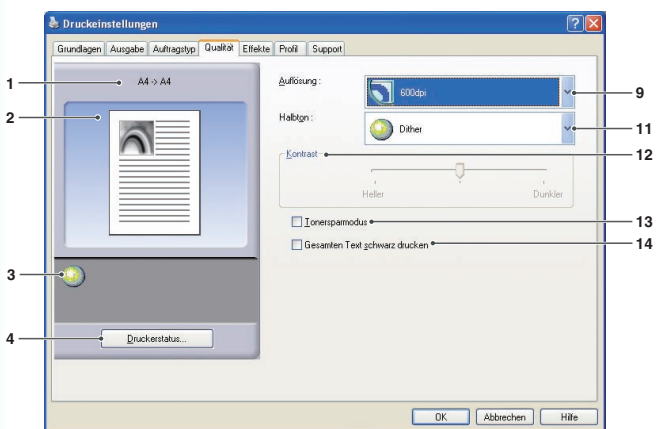 Druckeinstellungen
Grundlagen Ausgabe Auftragstyp Qualität Effekte Profil Support
1
A4 -> A4
2
3
4
Druckerstatus...
Auflösung :
600dpi
9
Halbton :
Dither
11
Kontrast
12
Heller Dunkler
Tonersparmodus
13
Gesamten Text schwarz drucken
14
OK Abbrechen Hilfe